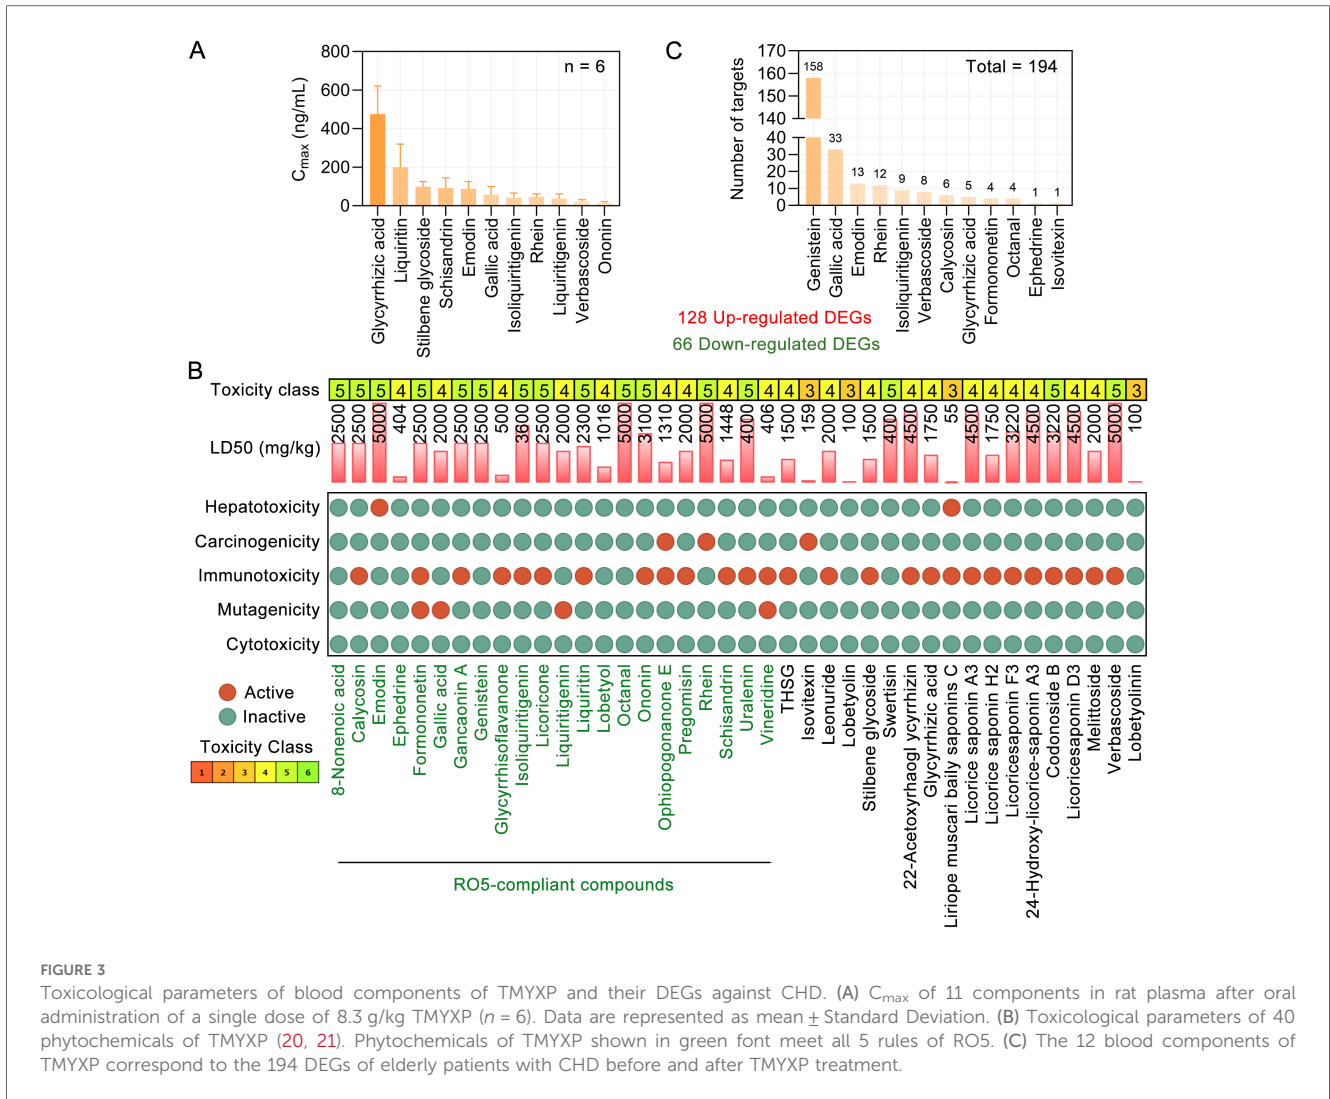 A
800
600
400
200
0
Cmax (ng/mL)
n = 6
Glycyrrhizic acid
Liquiritin
Stilbene glycoside
Schisandrin
Emodin
Gallic acid
Isoliquiritigenin
Rhein
Liquiritigenin
Verbascoside
Ononin
C
170
160
150
140
40
30
20
10
0
Number of targets
Total = 194
158
33
13
12
9
8
6
5
4
4
1
1
Genistein
Gallic acid
Emodin
Rhein
Isoliquiritigenin
Verbascoside
Calycosin
Glycyrrhizic acid
Formononetin
Octanal
Ephedrine
Isovitexin
128 Up-regulated DEGs
66 Down-regulated DEGs
B
Toxicity class
5 5 5 4 5 4 5 5 4 5 5 4 5 4 5 5 4 4 5 4 5 4 4 3 4 3 4 5 4 4 3 4 4 4 4 5 4 4 5 3
LD50 (mg/kg)
2500 2500 5000 404 2500 2000 2500 2500 500 3600 2500 2000 2300 1016 5000 3100 1310 2000 5000 1448 4000 406 1500 159 2000 100 1500 4000 4500 1750 55 4500 1750 3220 4500 3220 4500 2000 5000 100
Hepatotoxicity
Carcinogenicity
Immunotoxicity
Mutagenicity
Cytotoxicity
Active
Inactive
Toxicity Class
1 2 3 4 5 6
8-Nonenoic acid
Calycosin
Emodin
Ephedrine
Formononetin
Gallic acid
Gancaonin A
Genistein
Glycyrrhisoflavanone
Isoliquiritigenin
Licoricone
Liquiritigenin
Liquiritin
Lobetyol
Octanal
Ononin
Ophiopogonanone E
Pregomisin
Rhein
Schisandrin
Uralenin
Vineridine
THSG
Isovitexin
Leonuride
Lobetyolin
Stilbene glycoside
Swertisin
22-Acetoxyrhaogl ycyrrhizin
Glycyrrhizic acid
Liriope muscari baily saponins C
Licorice saponin A3
Licorice saponin H2
Licoricesaponin F3
24-Hydroxy-licorice-saponin A3
Codonoside B
Licoricesaponin D3
Melittoside
Verbascoside
Lobetyolinin
RO5-compliant compounds
FIGURE 3
Toxicological parameters of blood components of TMYXP and their DEGs against CHD. (A) Cmax of 11 components in rat plasma after oral
administration of a single dose of 8.3 g/kg TMYXP (n = 6). Data are represented as mean ± Standard Deviation. (B) Toxicological parameters of 40
phytochemicals of TMYXP (20, 21). Phytochemicals of TMYXP shown in green font meet all 5 rules of RO5. (C) The 12 blood components of
TMYXP correspond to the 194 DEGs of elderly patients with CHD before and after TMYXP treatment.